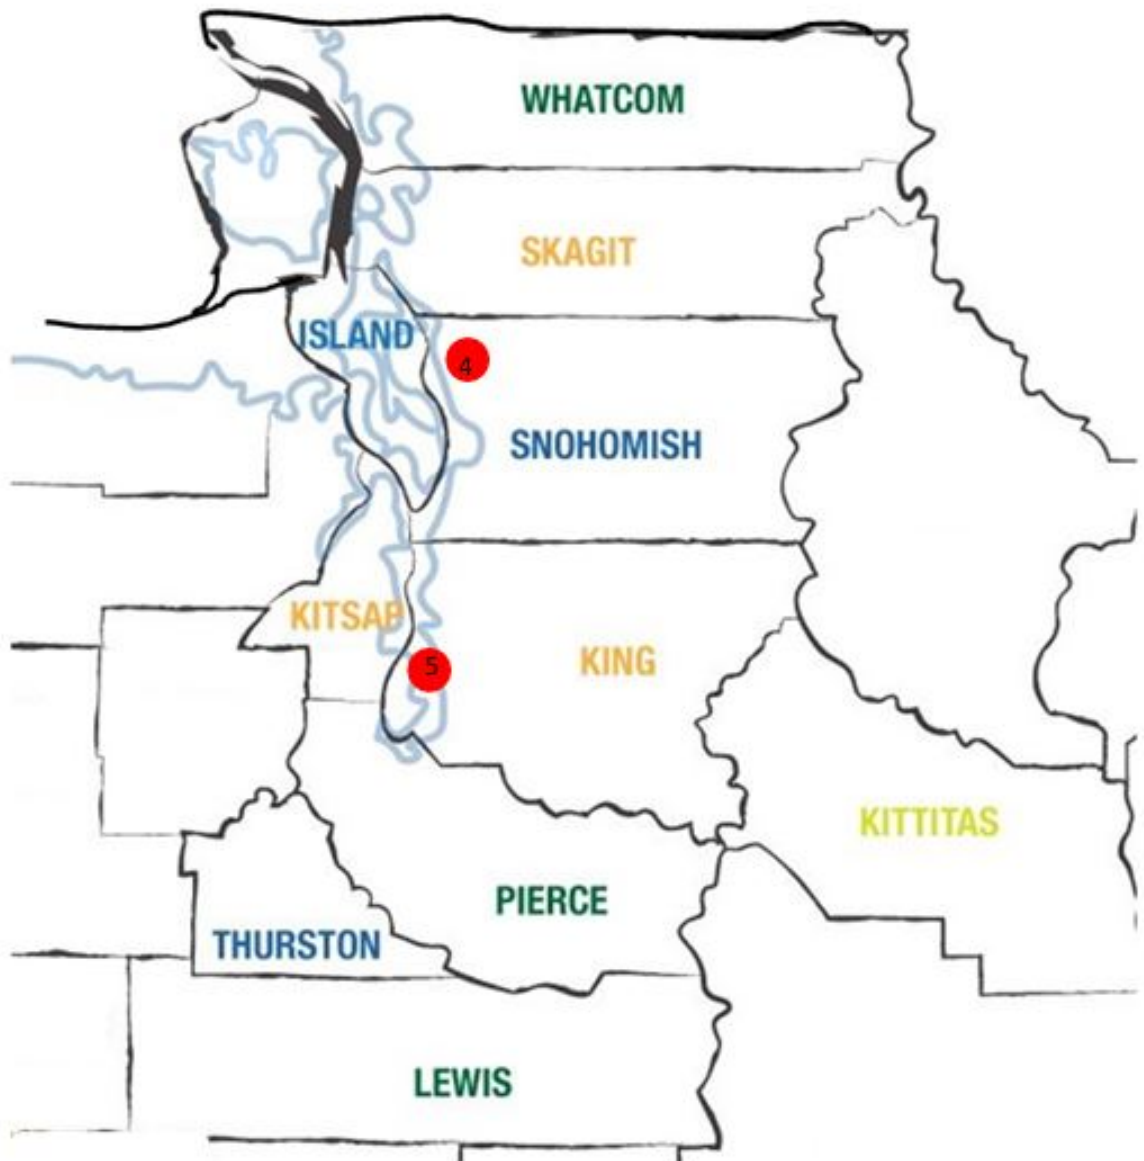 WHATCOM
SKAGIT
ISLAND
4
SNOHOMISH
KITSAP
5
KING
KITTITAS
PIERCE
THURSTON
LEWIS